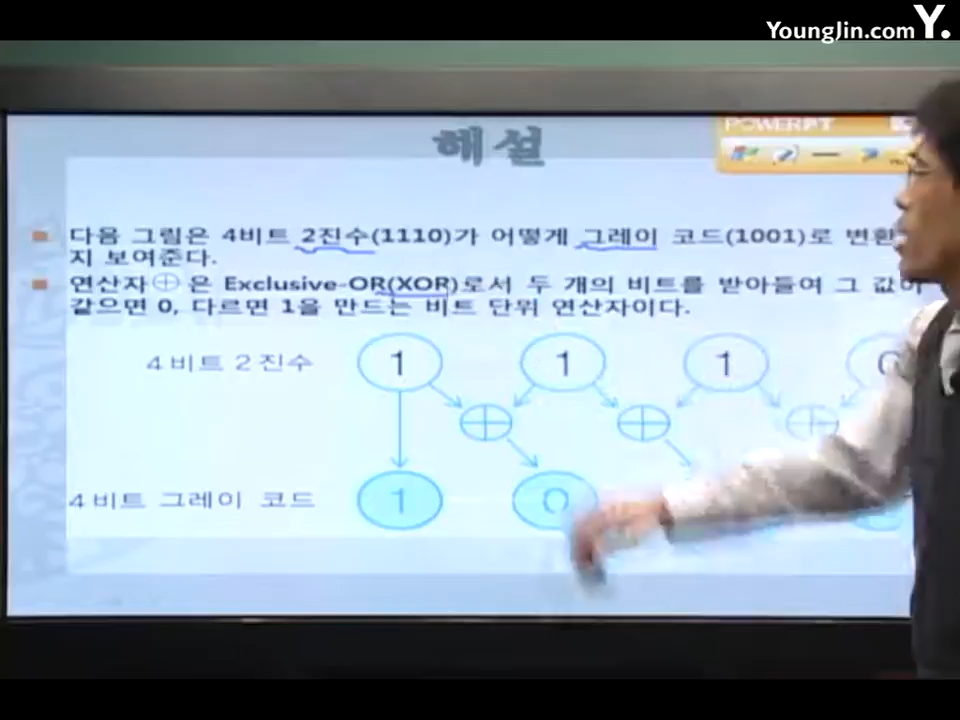 YoungJin.com Y.
해설
POWERPT
다음 그림은 4비트 2진수(1110)가 어떻게 그레이 코드(1001)로 변환
지 보여준다.
연산자⊕은 Exclusive-OR(XOR)로서 두 개의 비트를 받아들여 그 값이
같으면 0, 다르면 1을 만드는 비트 단위 연산자이다.
4비트 2진수 1 1 1 0
4비트 그레이 코드 1 0